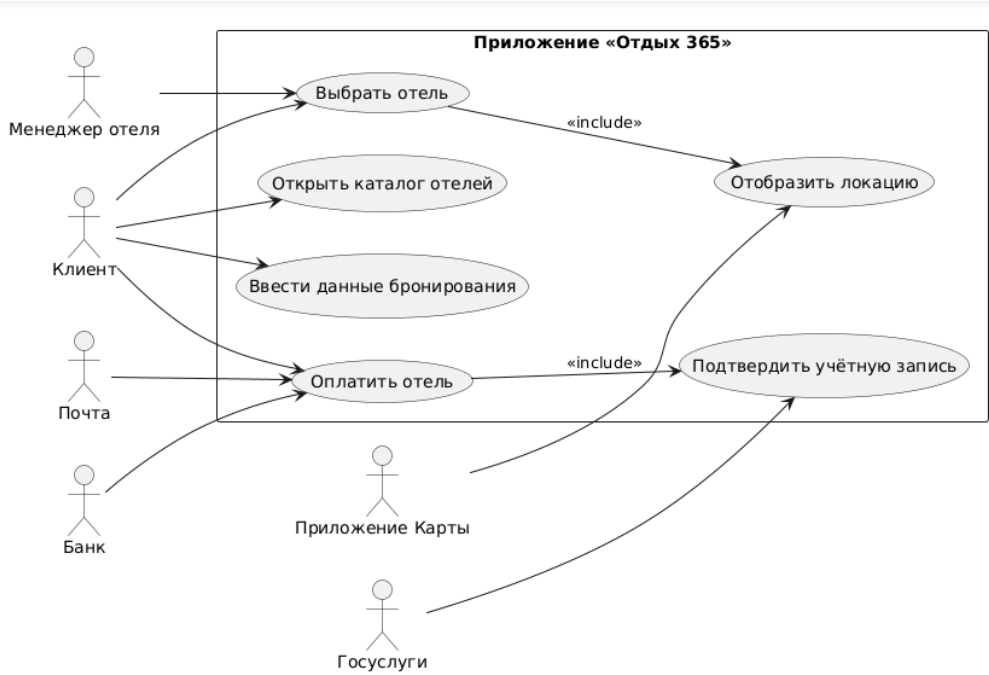 Приложение «Отдых 365»
Менеджер отеля
Выбрать отель
«include»
Отобразить локацию
Открыть каталог отелей
Клиент
Ввести данные бронирования
Почта
Оплатить отель
«include»
Подтвердить учётную запись
Банк
Приложение Карты
Госуслуги